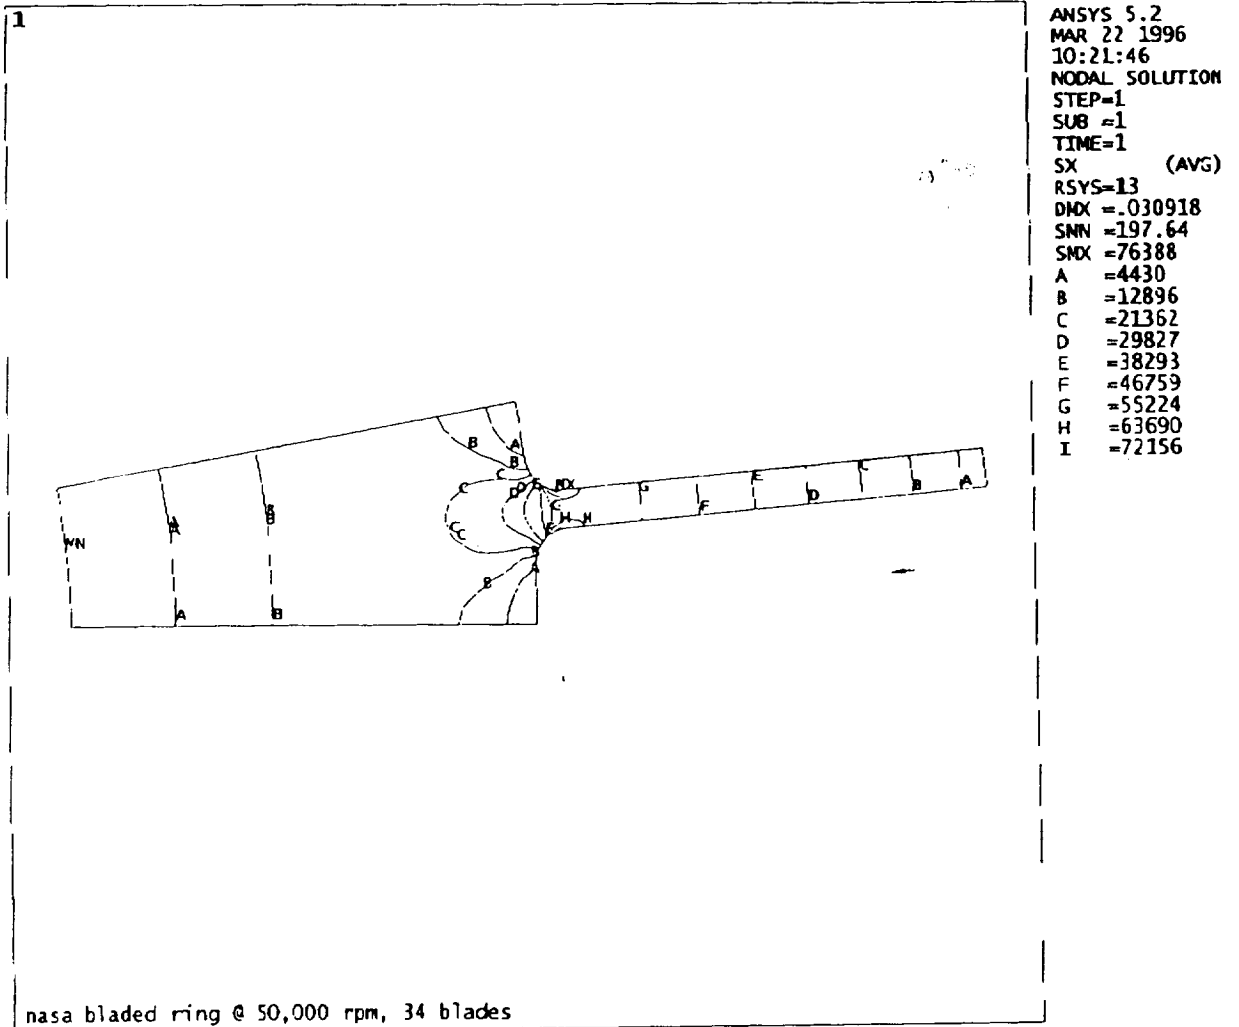 1
ANSYS 5.2
MAR 22 1996
10:21:46
NODAL SOLUTION
STEP=1
SUB =1
TIME=1
SX (AVG)
RSYS=13
DMX =.030918
SMN =197.64
SMX =76388
A =4430
B =12896
C =21362
D =29827
E =38293
F =46759
G =55224
H =63690
I =72156
B
A
B
C
C
D
D
MX
G
E
C
A
B
D
F
H
H
C
C
A
B
B
A
A
B
MN
nasa bladed ring @ 50,000 rpm, 34 blades